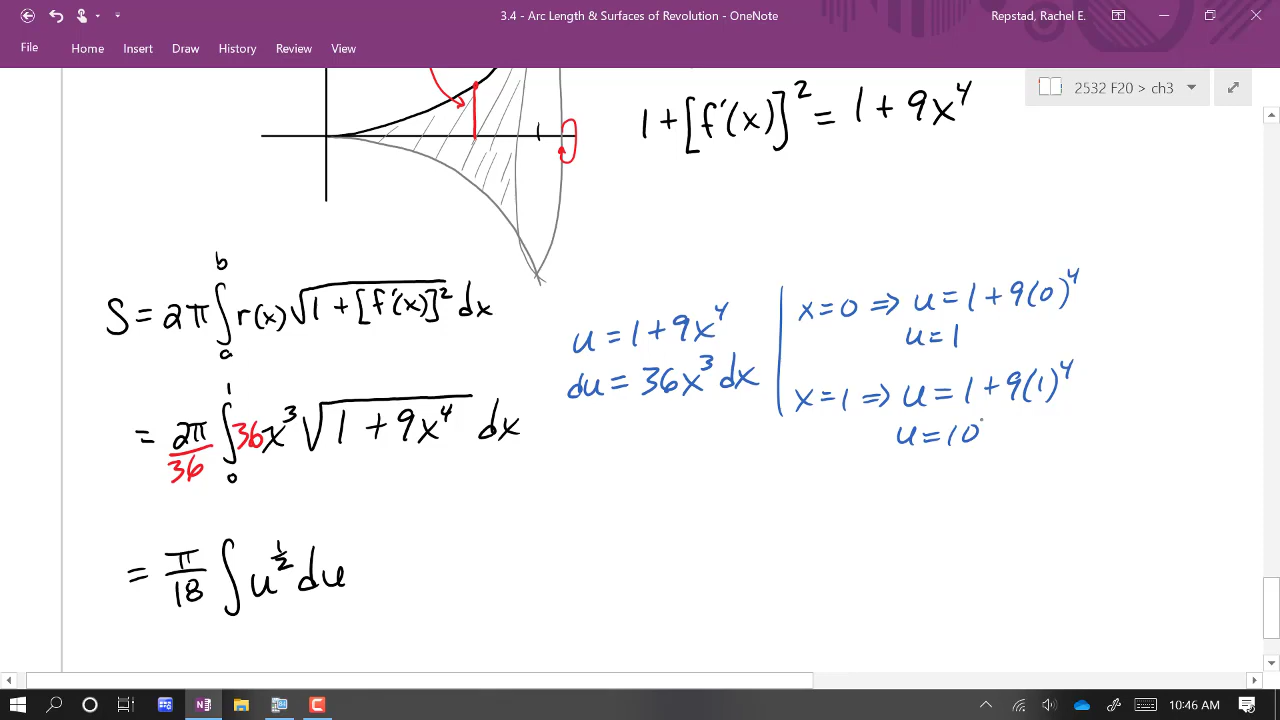 3.4 - Arc Length & Surfaces of Revolution - OneNote
Repstad, Rachel E.
File Home Insert Draw History Review View
2532 F20 > ch3
1 + [f'(x)]² = 1 + 9x⁴
S = 2π ∫ₐᵇ r(x) √(1 + [f'(x)]²) dx
u = 1 + 9x⁴
du = 36x³ dx
x = 0 ⇒ u = 1 + 9(0)⁴
u = 1
x = 1 ⇒ u = 1 + 9(1)⁴
u = 10
= 2π/36 ∫₀¹ 36x³ √(1 + 9x⁴) dx
= π/18 ∫ u^(1/2) du
10:46 AM